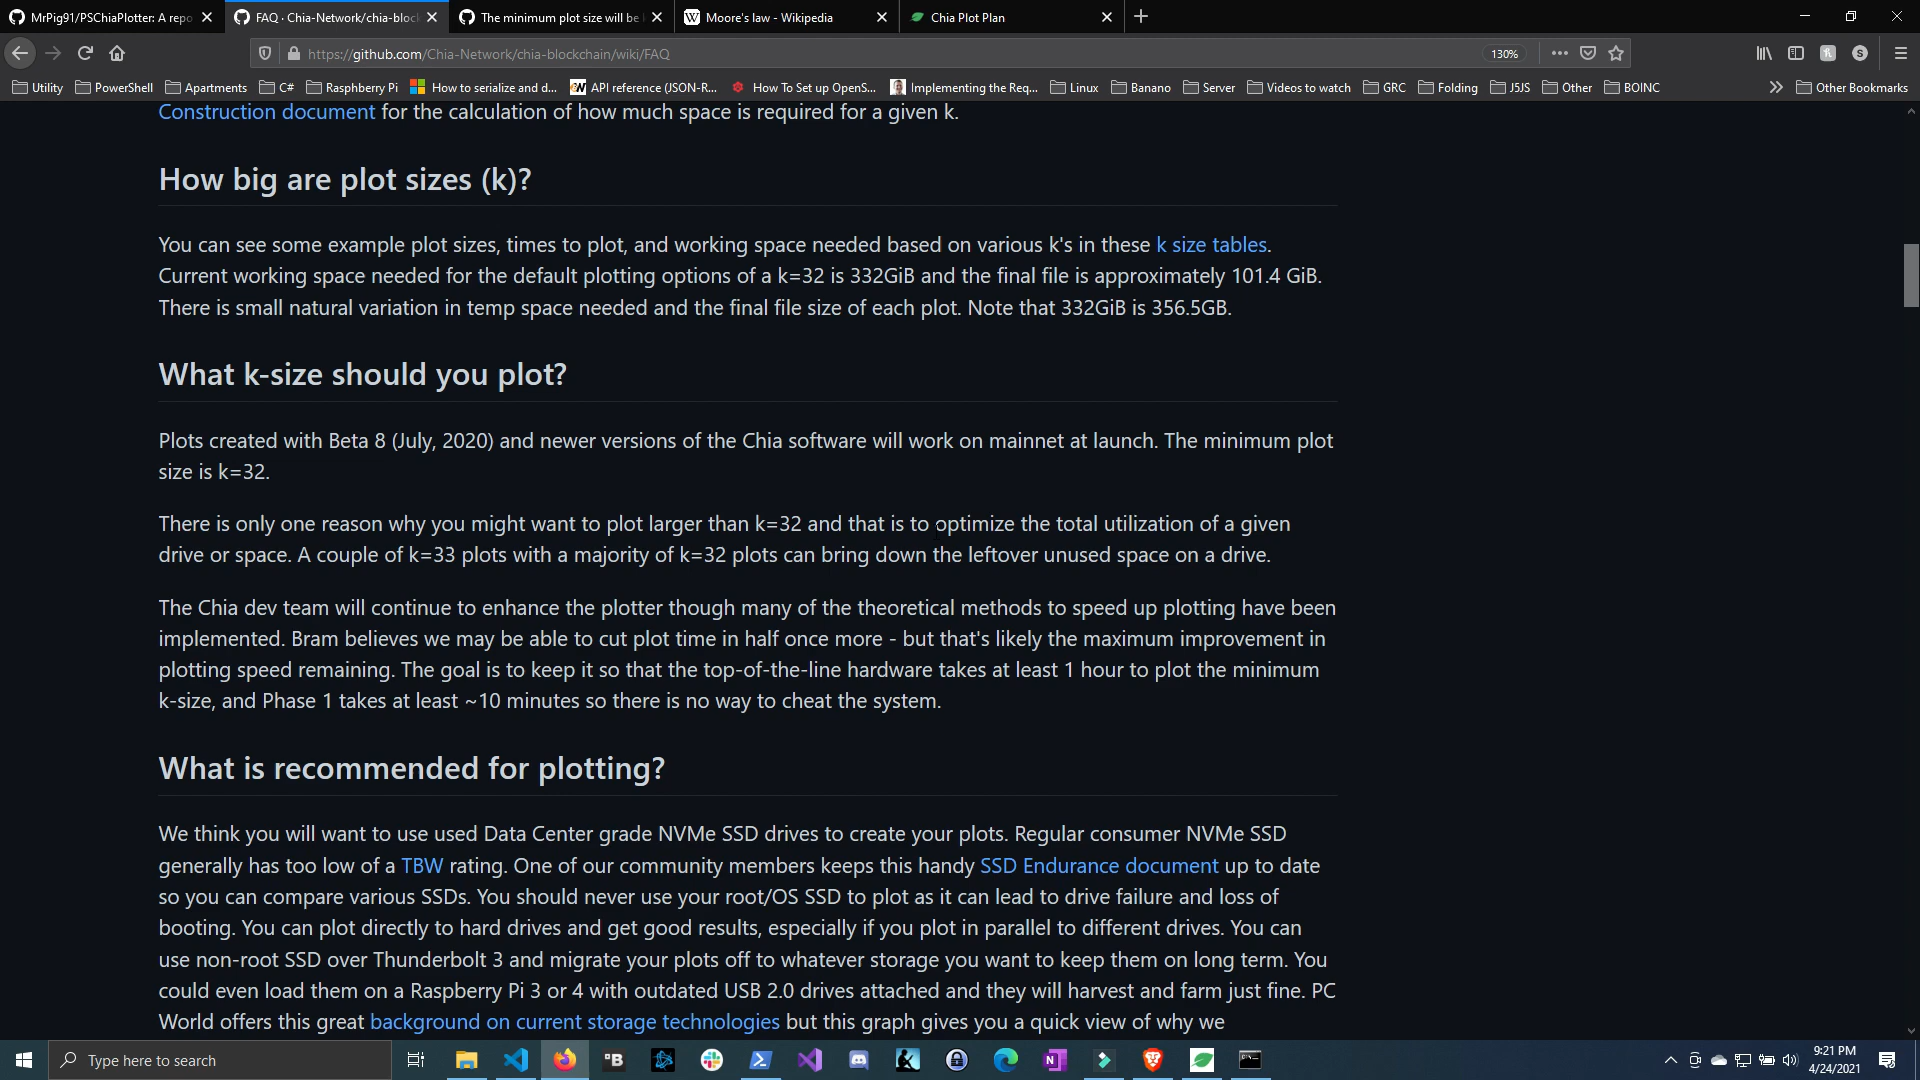 MrPig91/PSChiaPlotter: A repo
FAQ · Chia-Network/chia-block
The minimum plot size will be
Moore's law - Wikipedia
Chia Plot Plan
https://github.com/Chia-Network/chia-blockchain/wiki/FAQ
130%
Utility
PowerShell
Apartments
C#
Raphberry Pi
How to serialize and d...
API reference (JSON-R...
How To Set up OpenS...
Implementing the Req...
Linux
Banano
Server
Videos to watch
GRC
Folding
J5JS
Other
BOINC
Other Bookmarks
Construction document for the calculation of how much space is required for a given k.
How big are plot sizes (k)?
You can see some example plot sizes, times to plot, and working space needed based on various k's in these k size tables.
Current working space needed for the default plotting options of a k=32 is 332GiB and the final file is approximately 101.4 GiB.
There is small natural variation in temp space needed and the final file size of each plot. Note that 332GiB is 356.5GB.
What k-size should you plot?
Plots created with Beta 8 (July, 2020) and newer versions of the Chia software will work on mainnet at launch. The minimum plot
size is k=32.
There is only one reason why you might want to plot larger than k=32 and that is to optimize the total utilization of a given
drive or space. A couple of k=33 plots with a majority of k=32 plots can bring down the leftover unused space on a drive.
The Chia dev team will continue to enhance the plotter though many of the theoretical methods to speed up plotting have been
implemented. Bram believes we may be able to cut plot time in half once more - but that's likely the maximum improvement in
plotting speed remaining. The goal is to keep it so that the top-of-the-line hardware takes at least 1 hour to plot the minimum
k-size, and Phase 1 takes at least ~10 minutes so there is no way to cheat the system.
What is recommended for plotting?
We think you will want to use used Data Center grade NVMe SSD drives to create your plots. Regular consumer NVMe SSD
generally has too low of a TBW rating. One of our community members keeps this handy SSD Endurance document up to date
so you can compare various SSDs. You should never use your root/OS SSD to plot as it can lead to drive failure and loss of
booting. You can plot directly to hard drives and get good results, especially if you plot in parallel to different drives. You can
use non-root SSD over Thunderbolt 3 and migrate your plots off to whatever storage you want to keep them on long term. You
could even load them on a Raspberry Pi 3 or 4 with outdated USB 2.0 drives attached and they will harvest and farm just fine. PC
World offers this great background on current storage technologies but this graph gives you a quick view of why we
Type here to search
9:21 PM
4/24/2021